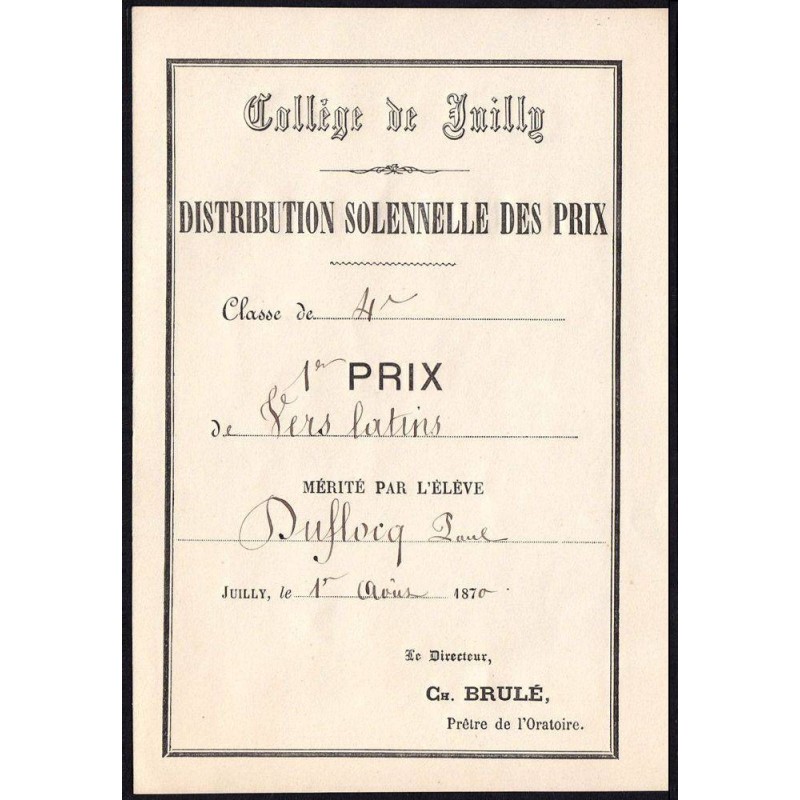 Collège de Juilly
DISTRIBUTION SOLENNELLE DES PRIX
Classe de 4e
1er PRIX
de Vers latins
MÉRITÉ PAR L'ÉLÈVE
Duflocq Paul
JUILLY, le 1er Août 1870.
Le Directeur,
CH. BRULÉ,
Prêtre de l'Oratoire.